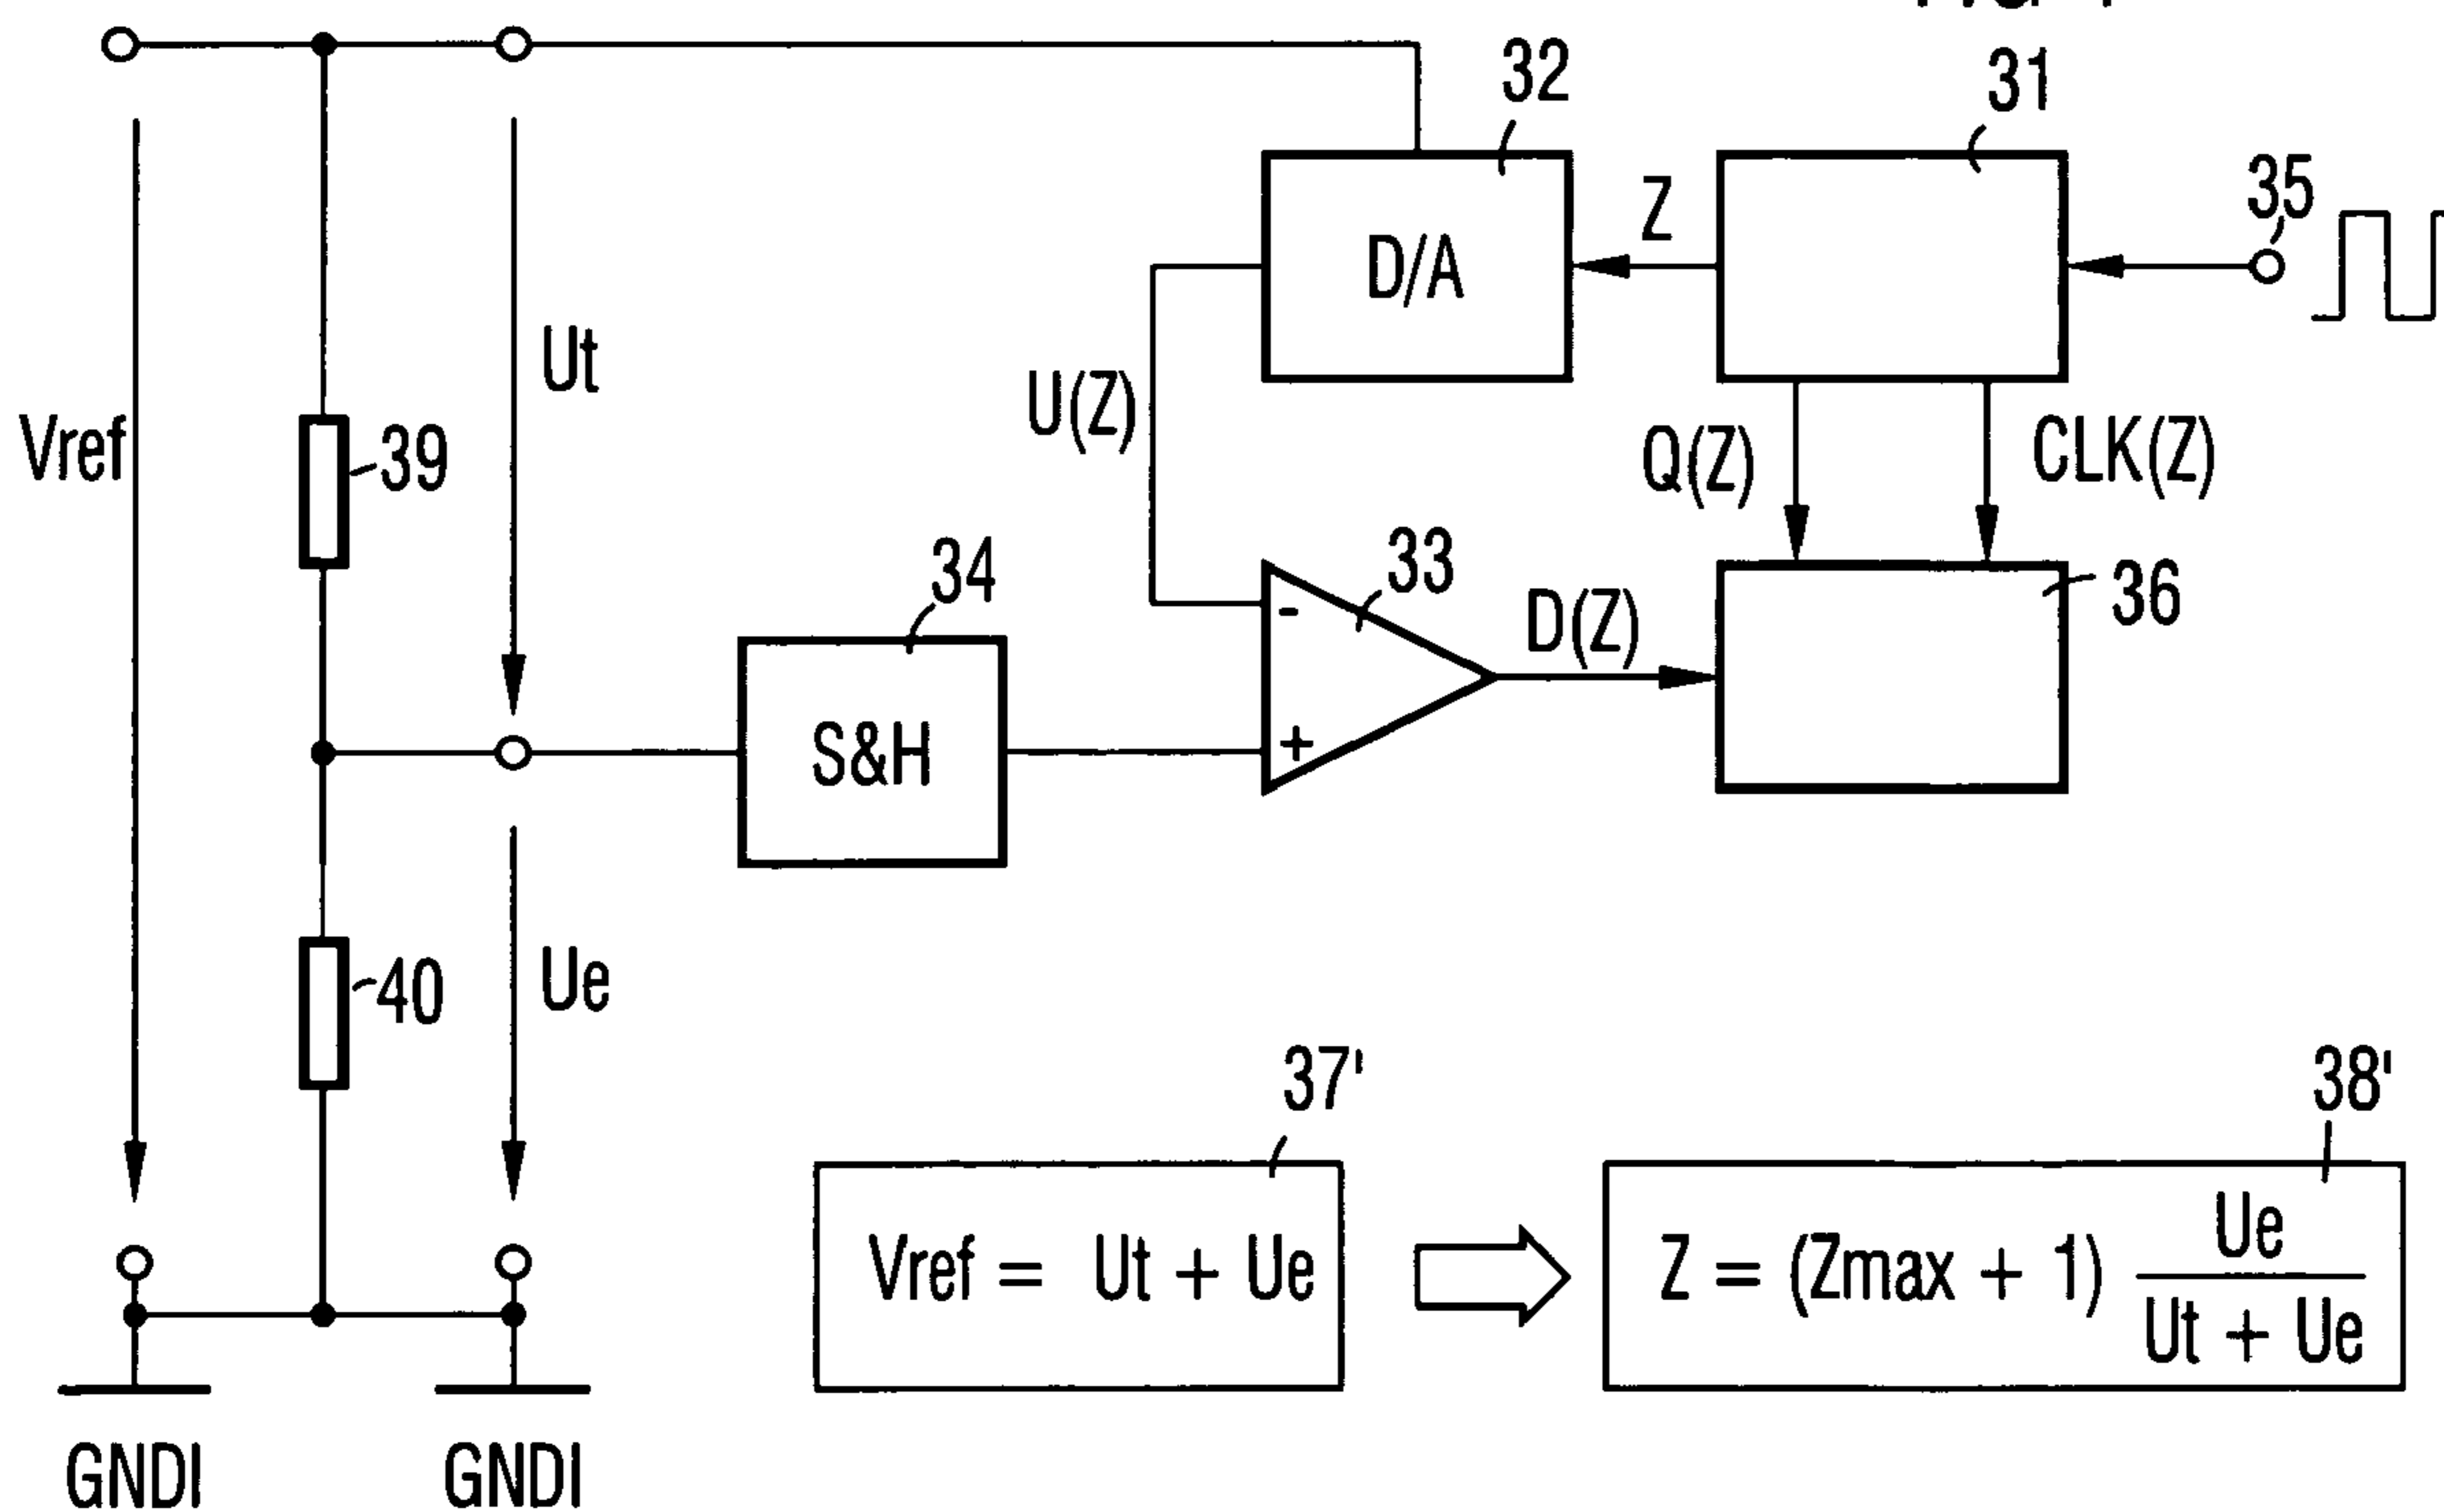 32
31
35
Z
D/A
Ut
U(Z)
Vref
39
Q(Z)
CLK(Z)
33
34
D(Z)
36
S&H
-
+
Ue
40
37'
38'
Vref = Ut + Ue
Z = (Zmax + 1) Ue
Ut + Ue
GNDI
GNDI